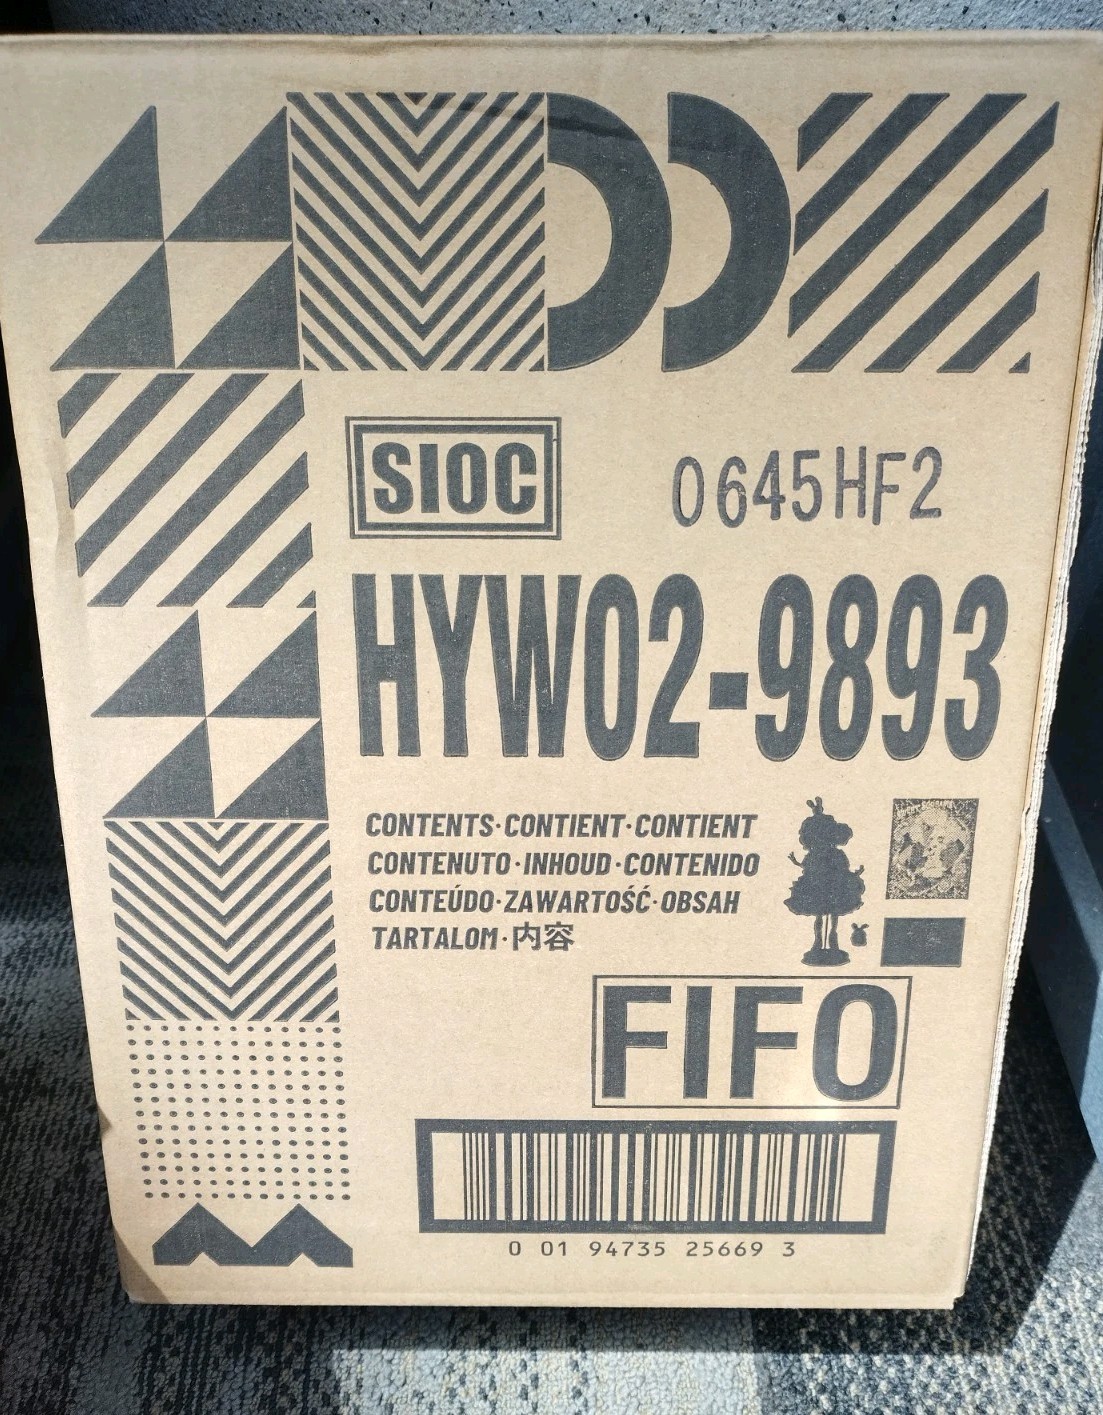 SIOC
0645HF2
HYW02-9893
CONTENTS·CONTIENT·CONTIENT
CONTENUTO·INHOUD·CONTENIDO
CONTEÚDO·ZAWARTOŚĆ·OBSAH
TARTALOM·内容
FIFO
0 01 94735 25669 3